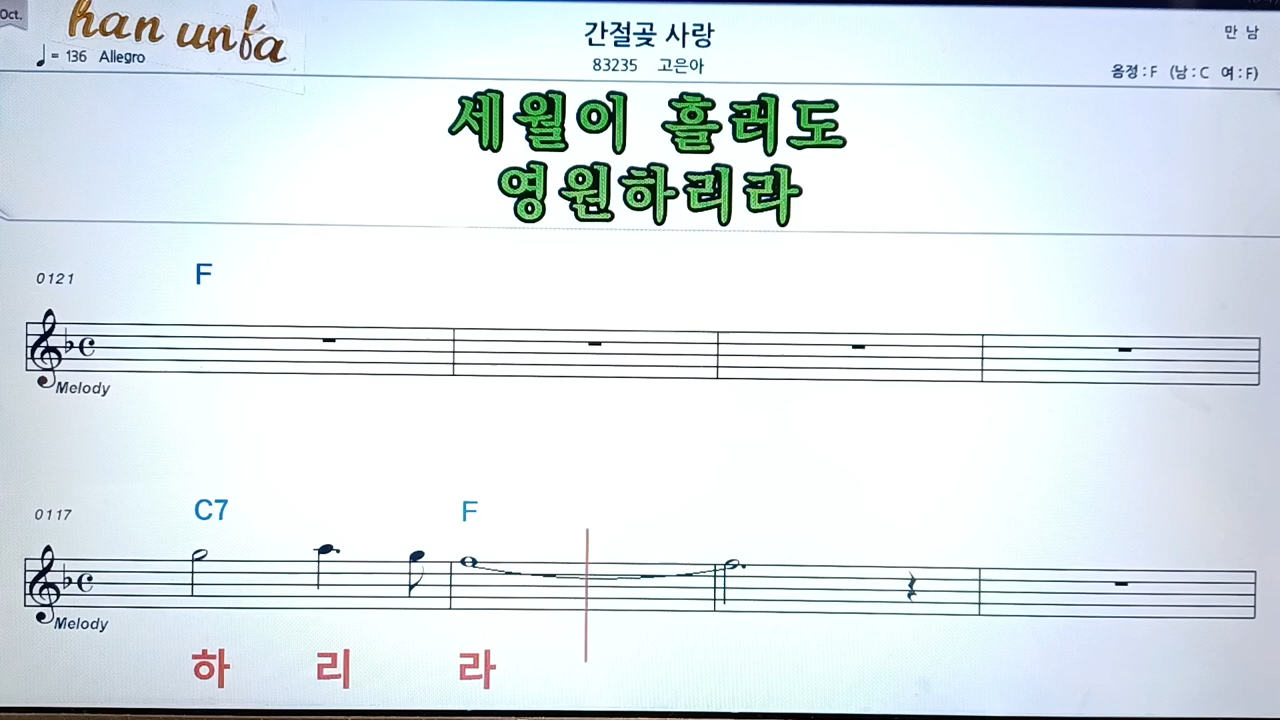 Oct.
han unfa
= 136 Allegro
간절곶 사랑
83235 고은아
만 남
음정 : F (남 : C 여 : F)
세월이 흘러도
영원하리라
0121 F
Melody
0117 C7 F
Melody
하 리 라